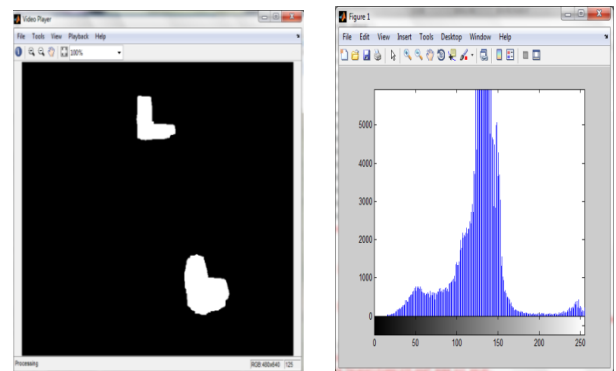 Video Player
File Tools View Playback Help
100%
Processing
RGB:480x640 125
Figure 1
File Edit View Insert Tools Desktop Window Help
5000
4000
3000
2000
1000
0
0 50 100 150 200 250